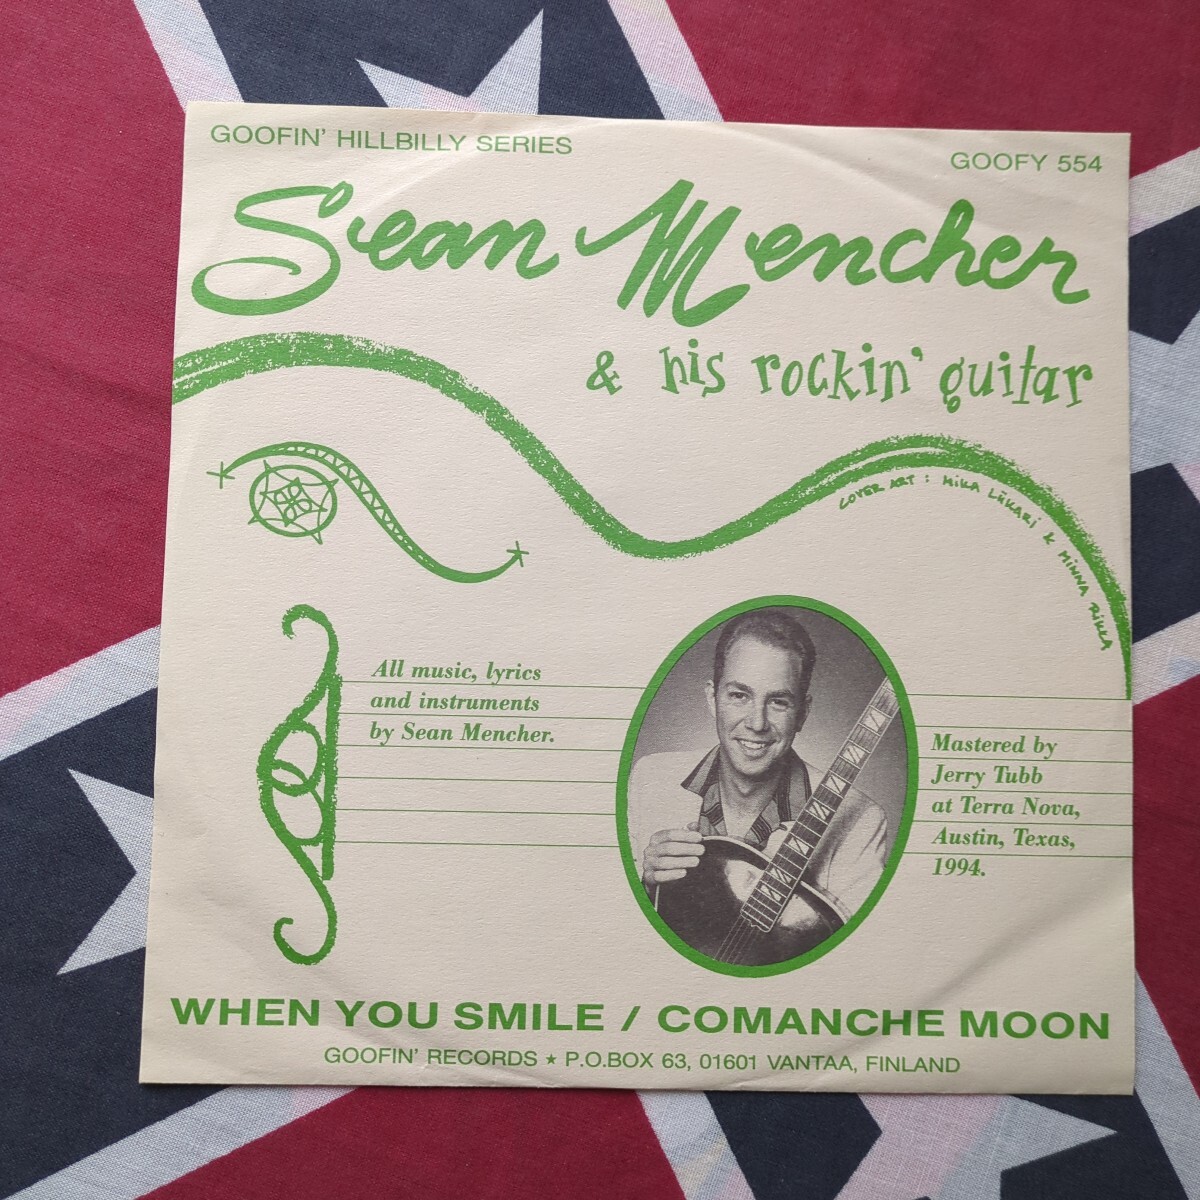 GOOFIN' HILLBILLY SERIES
GOOFY 554
Sean Mencher
& his rockin' guitar
COVER ART : MIKA LIIKARI & MINNA PIKKA
All music, lyrics
and instruments
by Sean Mencher.
Mastered by
Jerry Tubb
at Terra Nova,
Austin, Texas,
1994.
WHEN YOU SMILE / COMANCHE MOON
GOOFIN' RECORDS ★ P.O.BOX 63, 01601 VANTAA, FINLAND